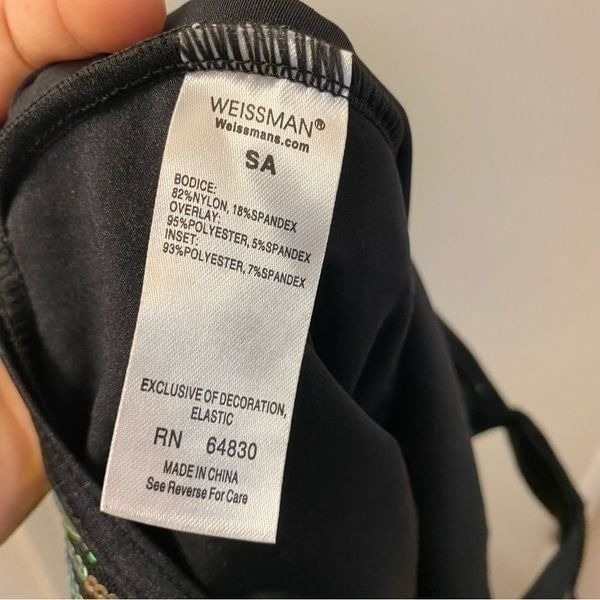 WEISSMAN®
Weissmans.com
SA
BODICE:
82%NYLON, 18%SPANDEX
OVERLAY:
95%POLYESTER, 5%SPANDEX
INSET:
93%POLYESTER, 7%SPANDEX
EXCLUSIVE OF DECORATION,
ELASTIC
RN 64830
MADE IN CHINA
See Reverse For Care